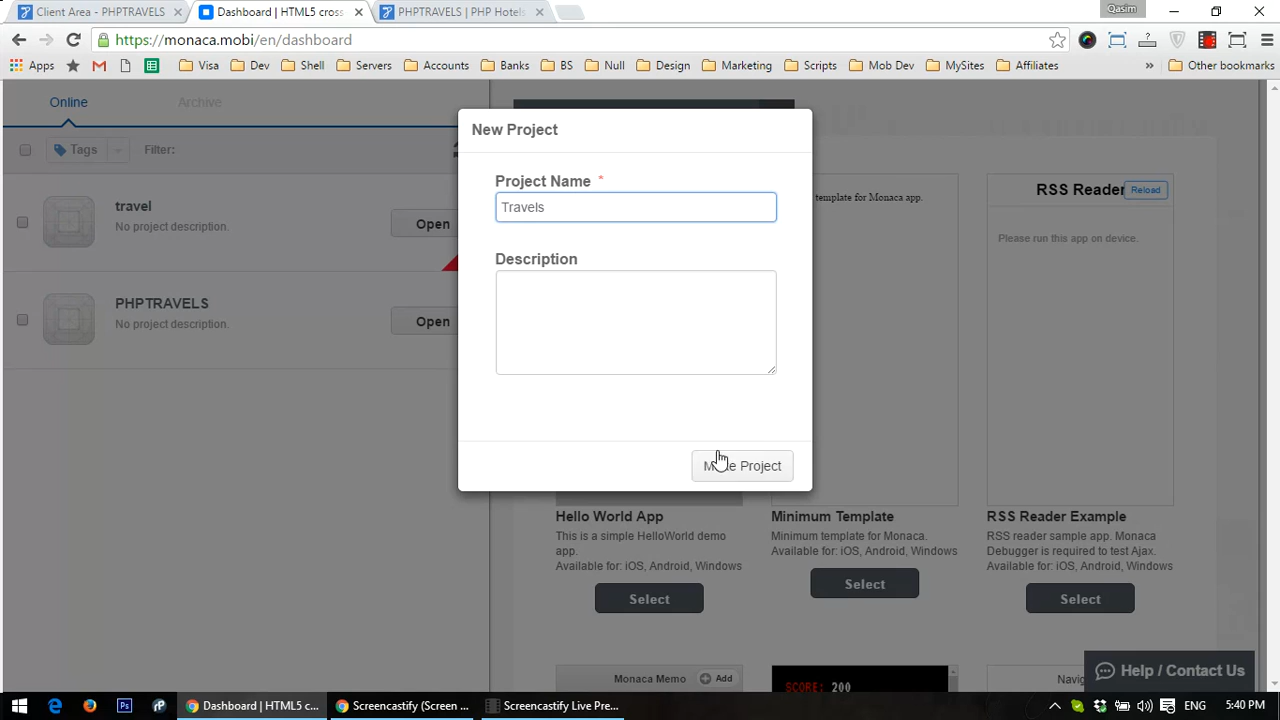 Client Area - PHPTRAVELS
Dashboard | HTML5 cross
PHPTRAVELS | PHP Hotels
Qasim
https://monaca.mobi/en/dashboard
Apps
Visa
Dev
Shell
Servers
Accounts
Banks
BS
Null
Design
Marketing
Scripts
Mob Dev
MySites
Affiliates
»
Other bookmarks
Online
Archive
Tags
Filter:
travel
No project description.
Open
PHPTRAVELS
No project description.
Open
New Project
Project Name *
Travels
Description
Project
template for Monaca app.
RSS Reader
Reload
Please run this app on device.
Hello World App
This is a simple HelloWorld demo
app.
Available for: iOS, Android, Windows
Select
Minimum Template
Minimum template for Monaca.
Available for: iOS, Android, Windows
Select
RSS Reader Example
RSS reader sample app. Monaca
Debugger is required to test Ajax.
Available for: iOS, Android, Windows
Select
Monaca Memo
Add
SCORE: 200
Navig
Help / Contact Us
Dashboard | HTML5 c...
Screencastify (Screen ...
Screencastify Live Pre...
ENG
5:40 PM